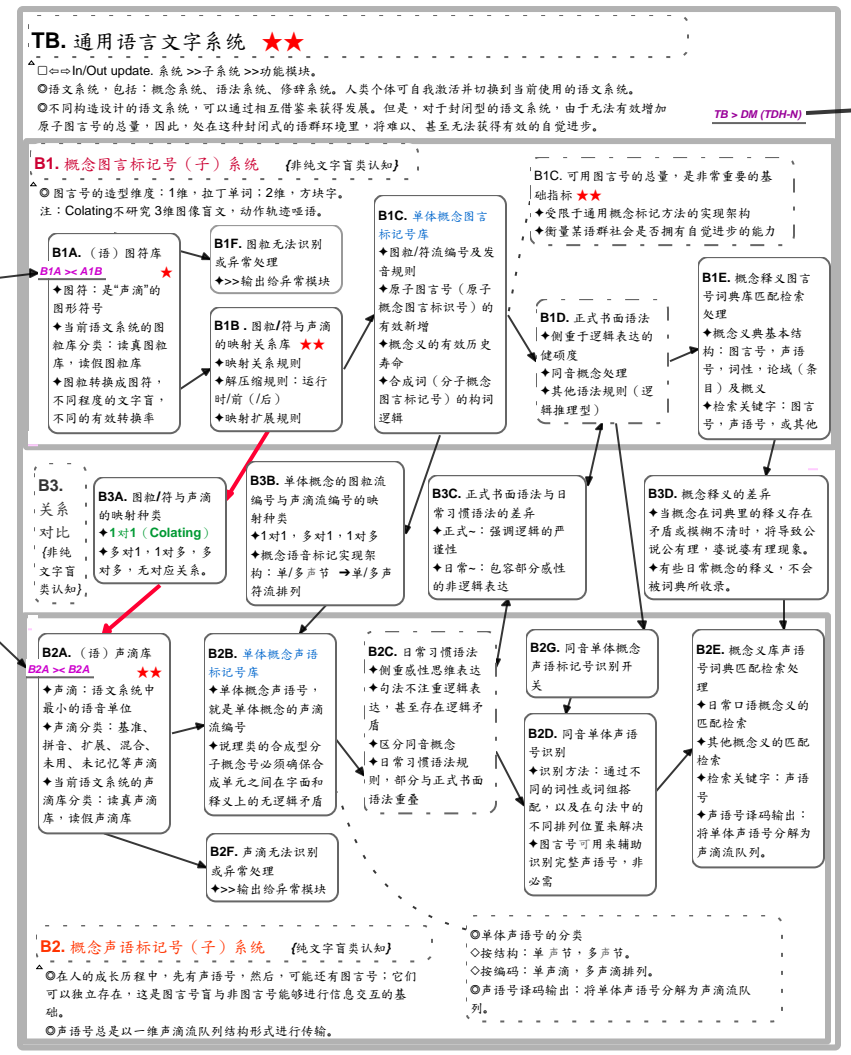 TB. 通用语言文字系统 ★★
□⇦⇨In/Out update. 系统 >>子系统 >>功能模块。
◎语文系统，包括：概念系统、语法系统、修辞系统。人类个体可自我激活并切换到当前使用的语文系统。
◎不同构造设计的语文系统，可以通过相互借鉴来获得发展。但是，对于封闭型的语文系统，由于无法有效增加
原子图言号的总量，因此，处在这种封闭式的语群环境里，将难以、甚至无法获得有效的自觉进步。
TB > DM (TDH-N)
B1. 概念图言标记号（子）系统 {非纯文字盲类认知}
◎图言号的造型维度：1维，拉丁单词；2维，方块字。
注：Colating不研究 3维图像盲文，动作轨迹哑语。
B1C. 可用图言号的总量，是非常重要的基
础指标 ★★
✦受限于通用概念标记方法的实现架构
✦衡量某语群社会是否拥有自觉进步的能力
B1A. （语）图符库
B1A >< A1B ★
✦图符：是“声滴”的
图形符号
✦当前语文系统的图
粒库分类：读真图粒
库，读假图粒库
✦图粒转换成图符，
不同程度的文字盲，
不同的有效转换率
B1F. 图粒无法识别
或异常处理
✦>>输出给异常模块
B1B . 图粒/符与声滴
的映射关系库 ★★
✦映射关系规则
✦解压缩规则：运行
时/前（/后）
✦映射扩展规则
B1C. 单体概念图言
标记号库
✦图粒/符流编号及发
音规则
✦原子图言号（原子
概念图言标识号）的
有效新增
✦概念义的有效历史
寿命
✦合成词（分子概念
图言标记号）的构词
逻辑
B1D. 正式书面语法
✦侧重于逻辑表达的
健硕度
✦同音概念处理
✦其他语法规则（逻
辑推理型）
B1E. 概念释义图言
号词典库匹配检索
处理
✦概念义典基本结
构：图言号，声语
号，词性，论域（条
目）及概义
✦检索关键字：图言
号，声语号，或其他
B3.
关系
对比
{非纯
文字盲
类认知}
B3A. 图粒/符与声滴
的映射种类
✦1对1（Colating）
✦多对1，1对多，多
对多，无对应关系。
B3B. 单体概念的图粒流
编号与声滴流编号的映
射种类
✦1对1，多对1，1对多
✦概念语音标记实现架
构：单/多声节 ➔单/多声
符流排列
B3C. 正式书面语法与日
常习惯语法的差异
✦正式~：强调逻辑的严
谨性
✦日常~：包容部分感性
的非逻辑表达
B3D. 概念释义的差异
✦当概念在词典里的释义存在
矛盾或模糊不清时，将导致公
说公有理，婆说婆有理现象。
✦有些日常概念的释义，不会
被词典所收录。
B2A. （语）声滴库
B2A >< B2A ★★
✦声滴：语文系统中
最小的语音单位
✦声滴分类：基准、
拼音、扩展、混合、
未用、未记忆等声滴
✦当前语文系统的声
滴库分类：读真声滴
库，读假声滴库
B2B. 单体概念声语
标记号库
✦单体概念声语号，
就是单体概念的声滴
流编号
✦说理类的合成型分
子概念号必须确保合
成单元之间在字面和
释义上的无逻辑矛盾
B2C. 日常习惯语法
✦侧重感性思维表达
✦句法不注重逻辑表
达，甚至存在逻辑矛
盾
✦区分同音概念
✦日常习惯语法规
则，部分与正式书面
语法重叠
B2G. 同音单体概念
声语标记号识别开
关
B2D. 同音单体声语
号识别
✦识别方法：通过不
同的词性或词组搭
配，以及在句法中的
不同排列位置来解决
✦图言号可用来辅助
识别完整声语号，非
必需
B2E. 概念义库声语
号词典匹配检索处
理
✦日常口语概念义的
匹配检索
✦其他概念义的匹配
检索
✦检索关键字：声语
号
✦声语号译码输出：
将单体声语号分解为
声滴流队列。
B2F. 声滴无法识别
或异常处理
✦>>输出给异常模块
B2. 概念声语标记号（子）系统 {纯文字盲类认知}
◎在人的成长历程中，先有声语号，然后，可能还有图言号；它们
可以独立存在，这是图言号盲与非图言号能够进行信息交互的基
础。
◎声语号总是以一维声滴流队列结构形式进行传输。
◎单体声语号的分类
◇按结构：单声节，多声节。
◇按编码：单声滴，多声滴排列。
◎声语号译码输出：将单体声语号分解为声滴流队
列。